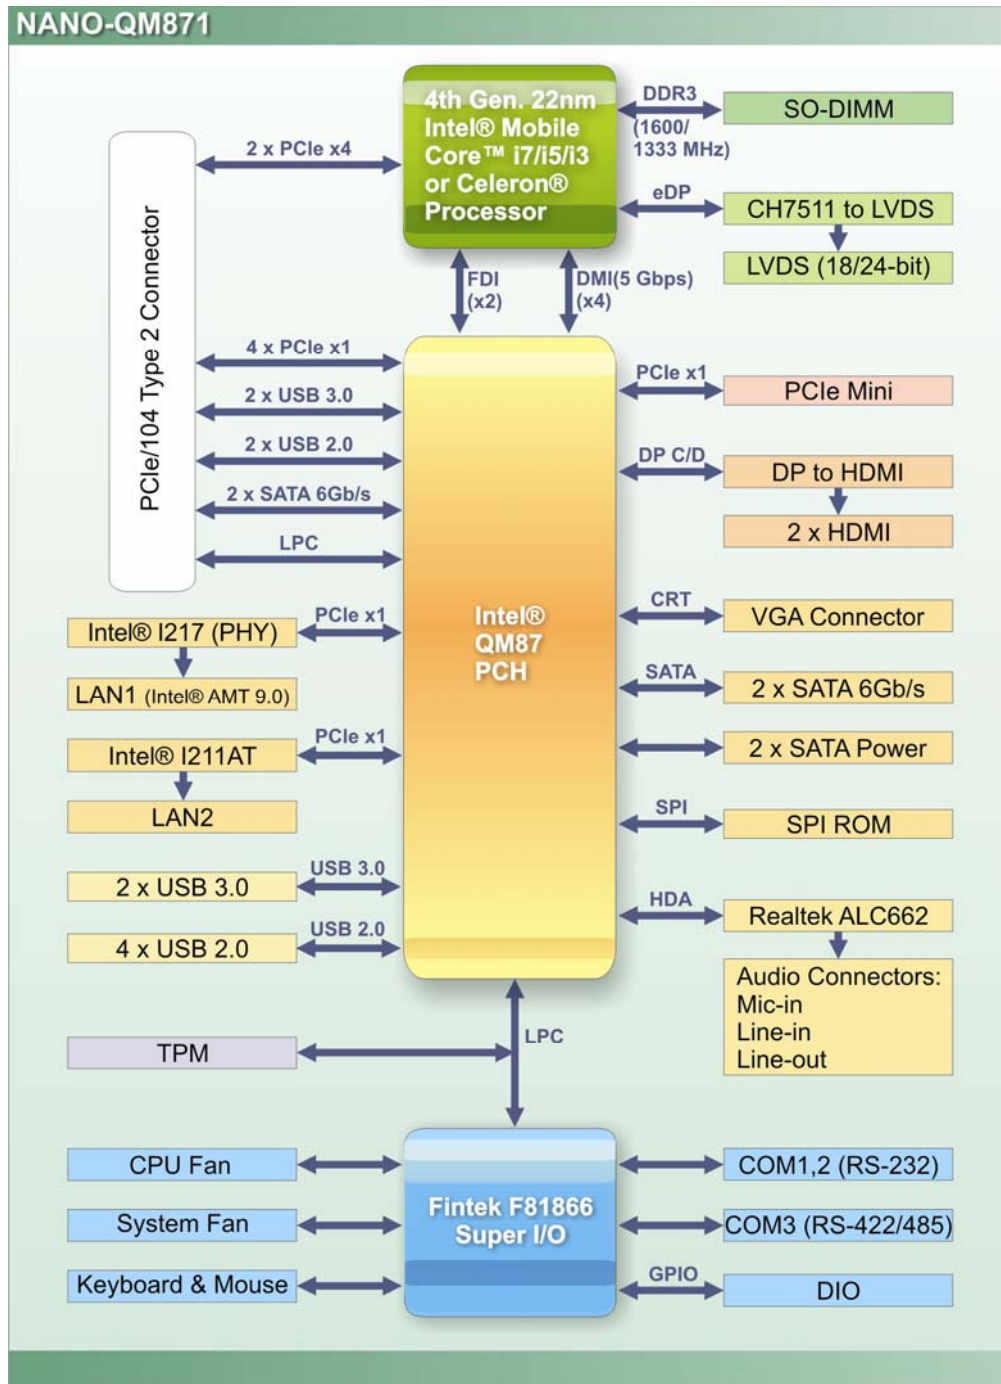 NANO-QM871
4th Gen. 22nm
Intel® Mobile
Core™ i7/i5/i3
or Celeron®
Processor
DDR3
(1600/
1333 MHz)
SO-DIMM
2 x PCIe x4
eDP
CH7511 to LVDS
LVDS (18/24-bit)
FDI
(x2)
DMI(5 Gbps)
(x4)
PCIe/104 Type 2 Connector
4 x PCIe x1
2 x USB 3.0
2 x USB 2.0
2 x SATA 6Gb/s
LPC
PCIe x1
PCIe Mini
DP C/D
DP to HDMI
2 x HDMI
Intel®
QM87
PCH
CRT
VGA Connector
SATA
2 x SATA 6Gb/s
2 x SATA Power
SPI
SPI ROM
HDA
Realtek ALC662
Audio Connectors:
Mic-in
Line-in
Line-out
Intel® I217 (PHY)
PCIe x1
LAN1 (Intel® AMT 9.0)
Intel® I211AT
PCIe x1
LAN2
2 x USB 3.0
USB 3.0
4 x USB 2.0
USB 2.0
TPM
LPC
Fintek F81866
Super I/O
CPU Fan
System Fan
Keyboard & Mouse
COM1,2 (RS-232)
COM3 (RS-422/485)
GPIO
DIO